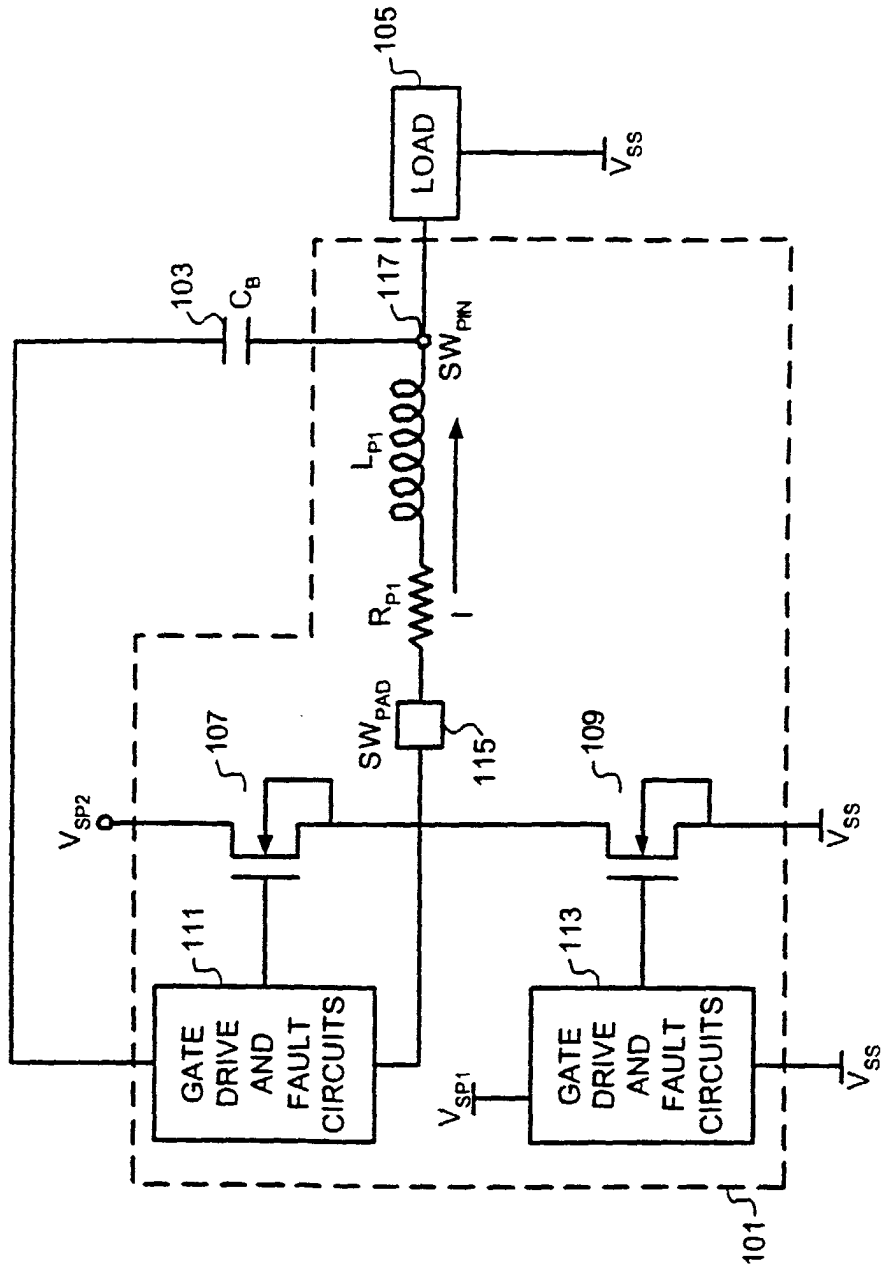 103
C_B
105
LOAD
V_SS
117
SW_PIN
L_P1
R_P1
I
SW_PAD
115
V_SP2
107
109
V_SS
111
GATE
DRIVE
AND
FAULT
CIRCUITS
113
V_SP1
GATE
DRIVE
AND
FAULT
CIRCUITS
V_SS
101